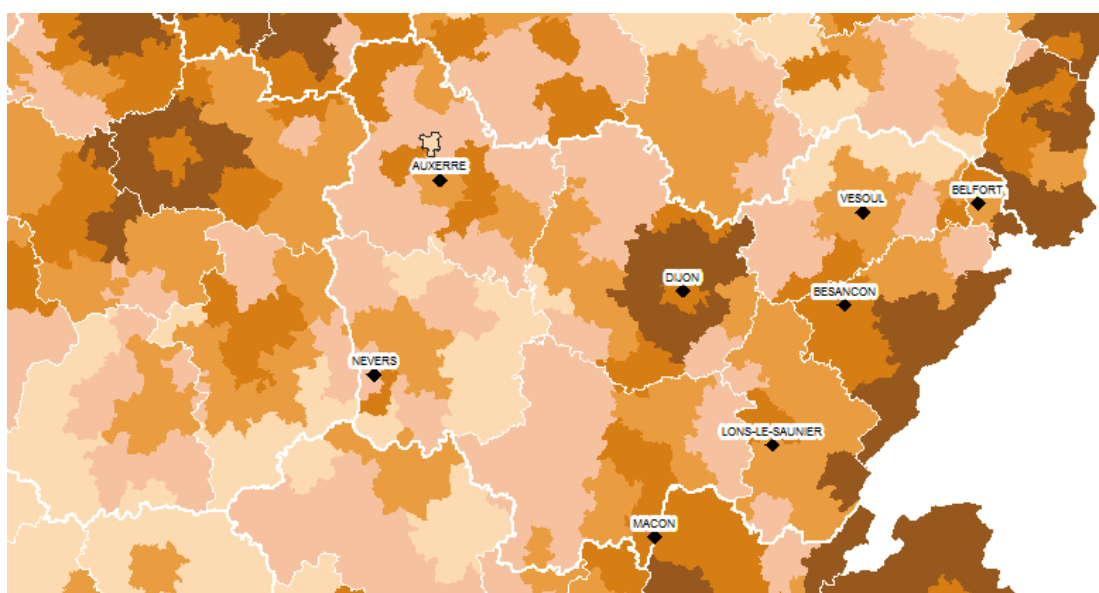 AUXERRE
BELFORT
VESOUL
DIJON
BESANCON
NEVERS
LONS-LE-SAUNIER
MACON